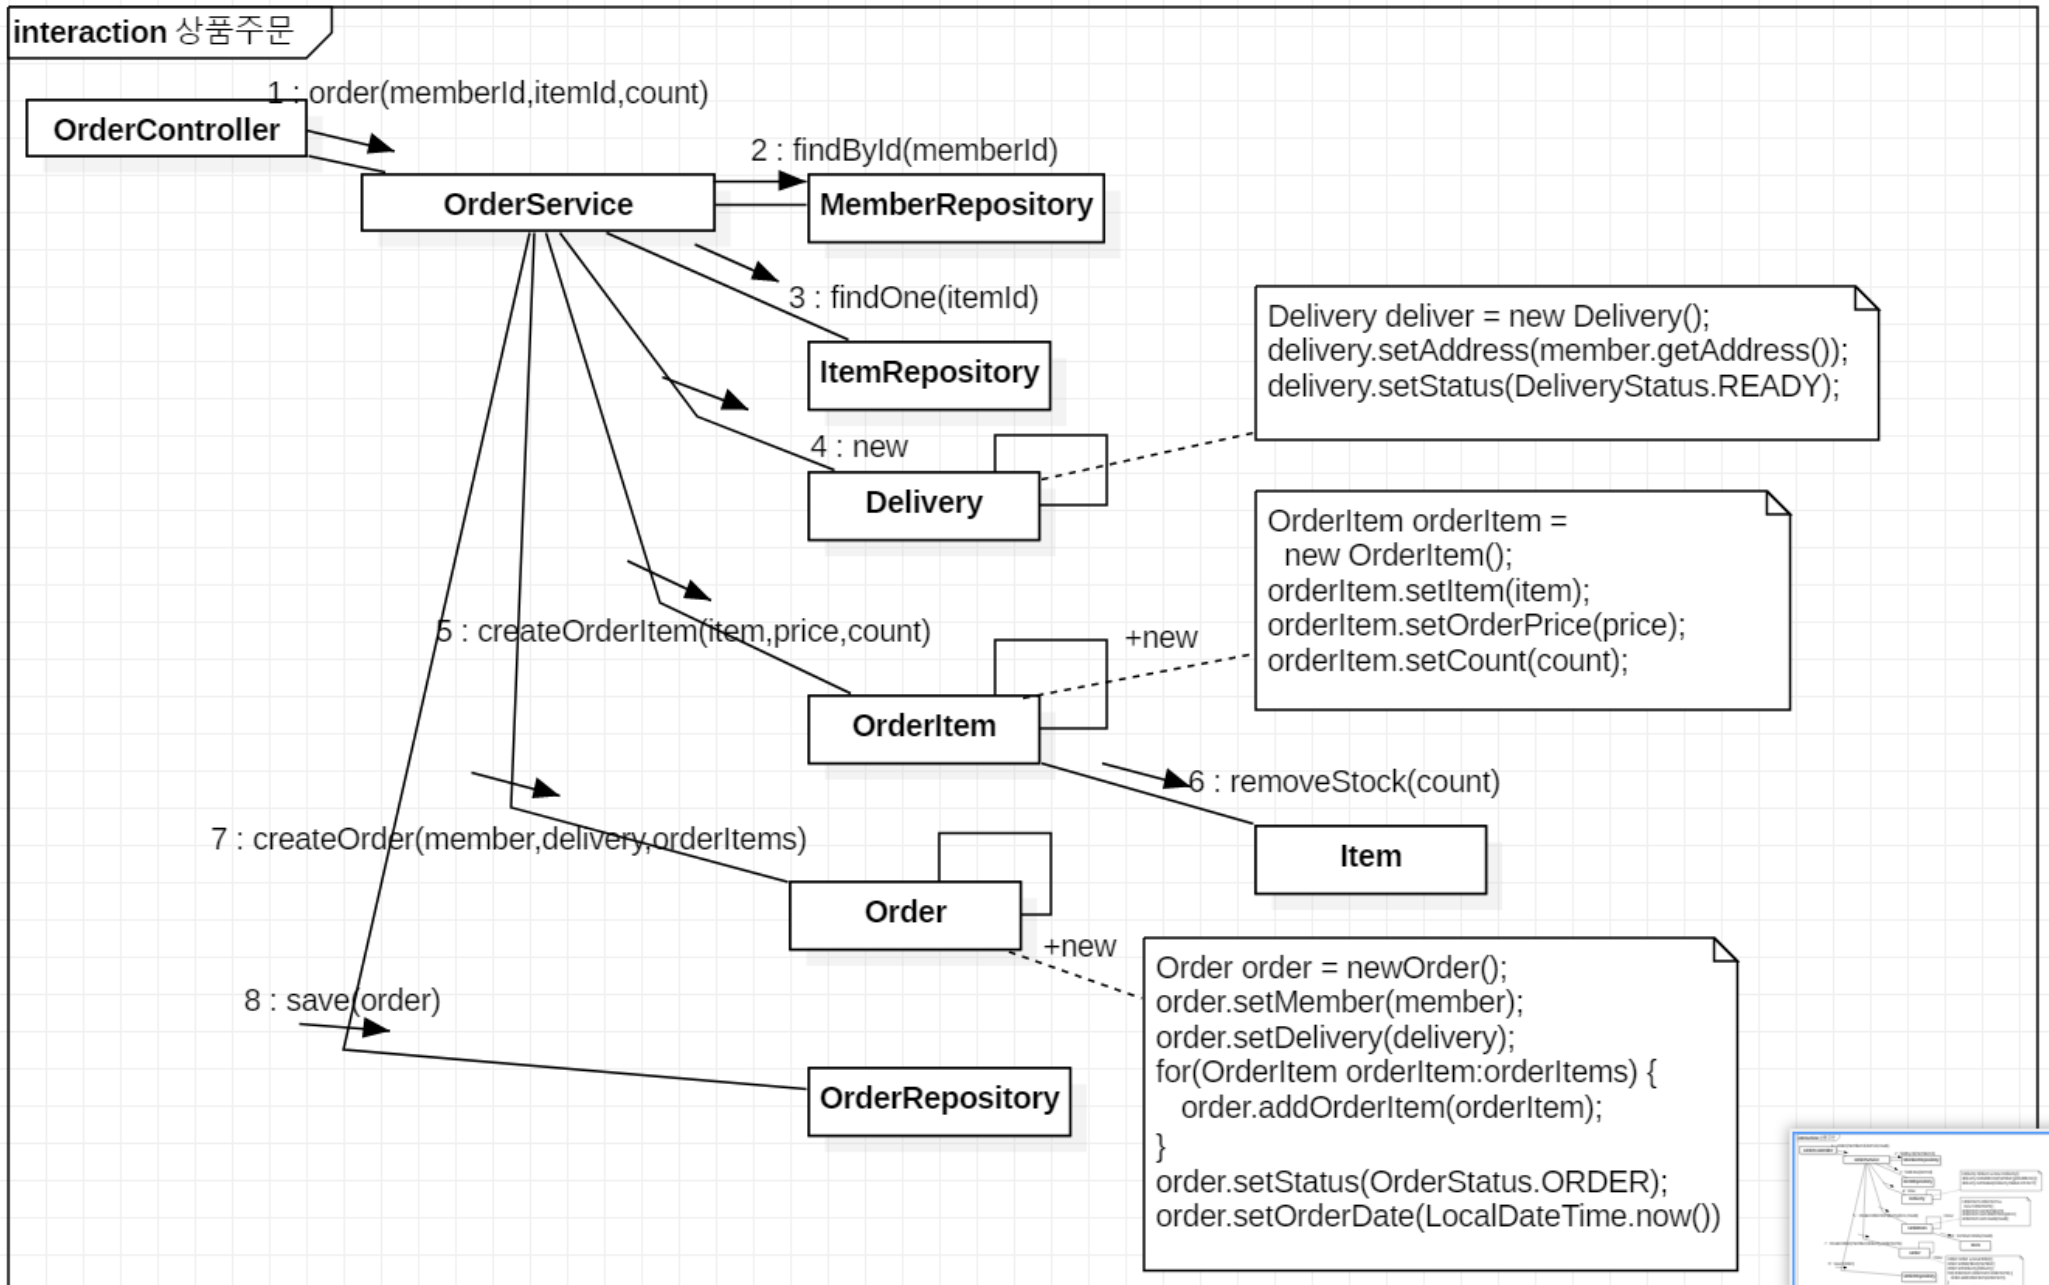 interaction 상품주문
1 : order(memberId,itemId,count)
OrderController
2 : findById(memberId)
OrderService
MemberRepository
3 : findOne(itemId)
ItemRepository
Delivery deliver = new Delivery();
delivery.setAddress(member.getAddress());
delivery.setStatus(DeliveryStatus.READY);
4 : new
Delivery
OrderItem orderItem =
new OrderItem();
orderItem.setItem(item);
orderItem.setOrderPrice(price);
orderItem.setCount(count);
5 : createOrderItem(item,price,count)
+new
OrderItem
6 : removeStock(count)
Item
7 : createOrder(member,delivery,orderItems)
Order
+new
Order order = newOrder();
order.setMember(member);
order.setDelivery(delivery);
for(OrderItem orderItem:orderItems) {
order.addOrderItem(orderItem);
}
order.setStatus(OrderStatus.ORDER);
order.setOrderDate(LocalDateTime.now())
8 : save(order)
OrderRepository